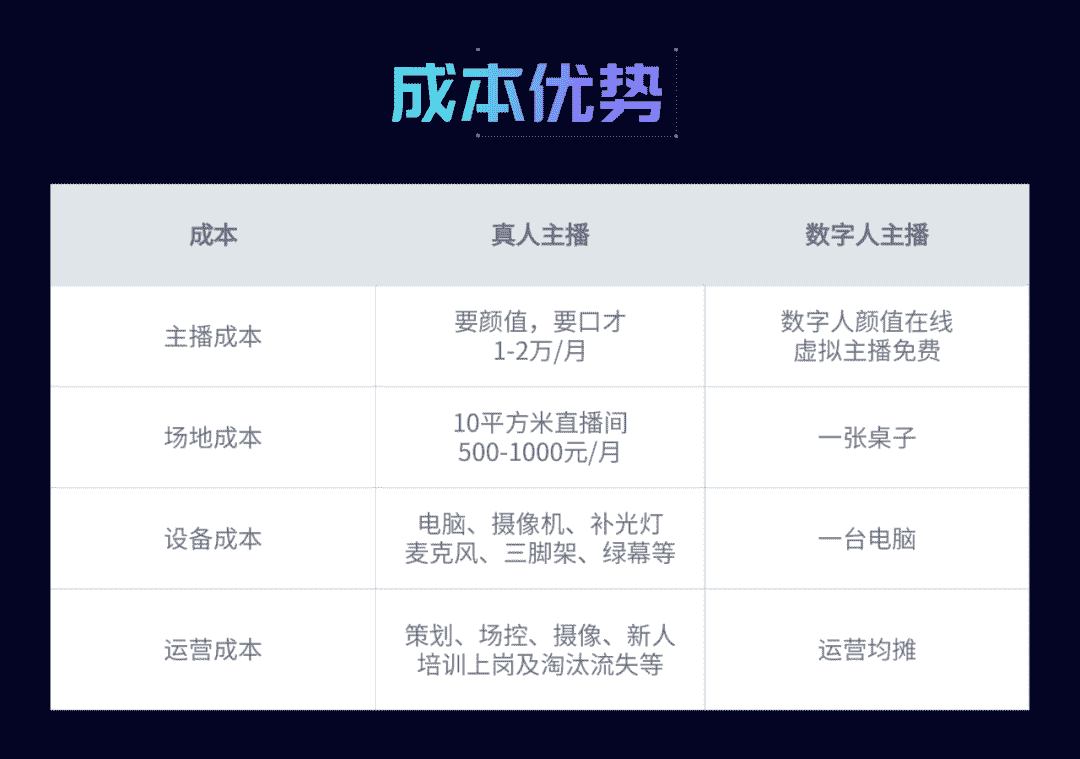 成本优势
成本
真人主播
数字人主播
主播成本
要颜值，要口才
1-2万/月
数字人颜值在线
虚拟主播免费
场地成本
10平方米直播间
500-1000元/月
一张桌子
设备成本
电脑、摄像机、补光灯
麦克风、三脚架、绿幕等
一台电脑
运营成本
策划、场控、摄像、新人
培训上岗及淘汰流失等
运营均摊